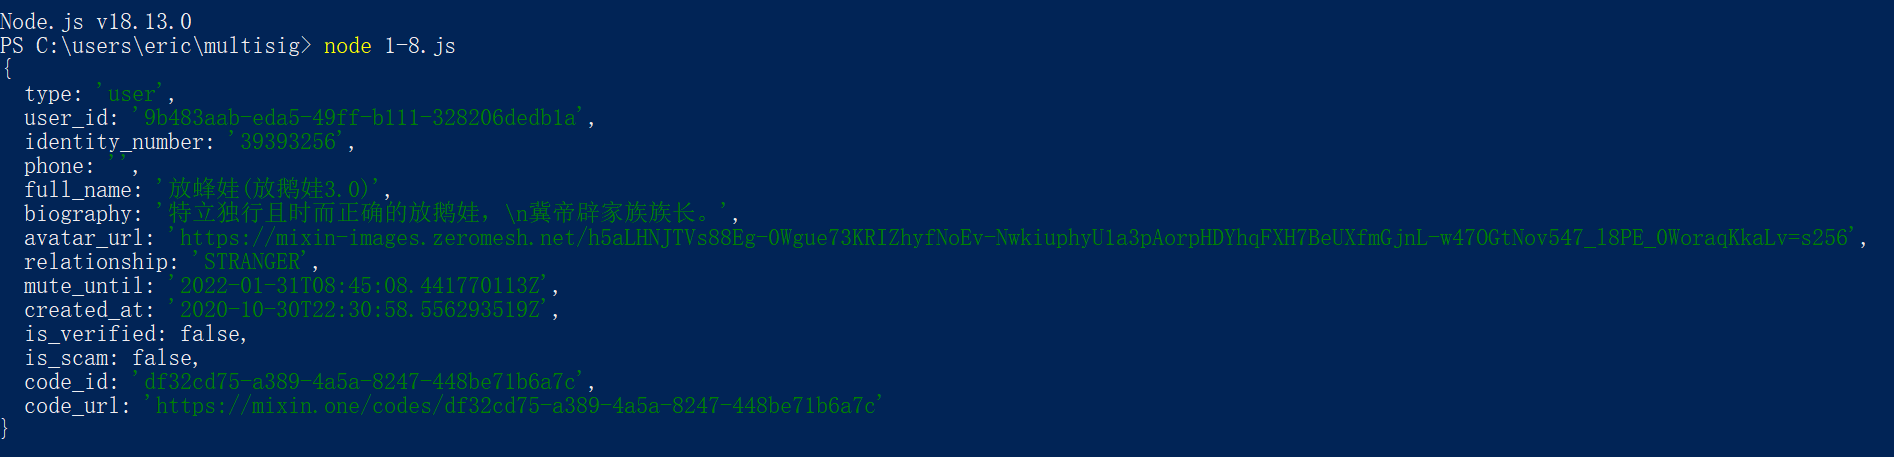 Node.js v18.13.0
PS C:\users\eric\multisig> node 1-8.js
{
  type: 'user',
  user_id: '9b483aab-eda5-49ff-b111-328206dedb1a',
  identity_number: '39393256',
  phone: '',
  full_name: '放蜂娃(放鹅娃3.0)',
  biography: '特立独行且时而正确的放鹅娃，\n冀帝辟家族族长。',
  avatar_url: 'https://mixin-images.zeromesh.net/h5aLHNJTVs88Eg-0Wgue73KRIZhyfNoEv-NwkiuphyU1a3pAorpHDYhqFXH7BeUXfmGjnL-w47OGtNov547_l8PE_0WoraqKkaLv=s256',
  relationship: 'STRANGER',
  mute_until: '2022-01-31T08:45:08.441770113Z',
  created_at: '2020-10-30T22:30:58.556293519Z',
  is_verified: false,
  is_scam: false,
  code_id: 'df32cd75-a389-4a5a-8247-448be71b6a7c',
  code_url: 'https://mixin.one/codes/df32cd75-a389-4a5a-8247-448be71b6a7c'
}